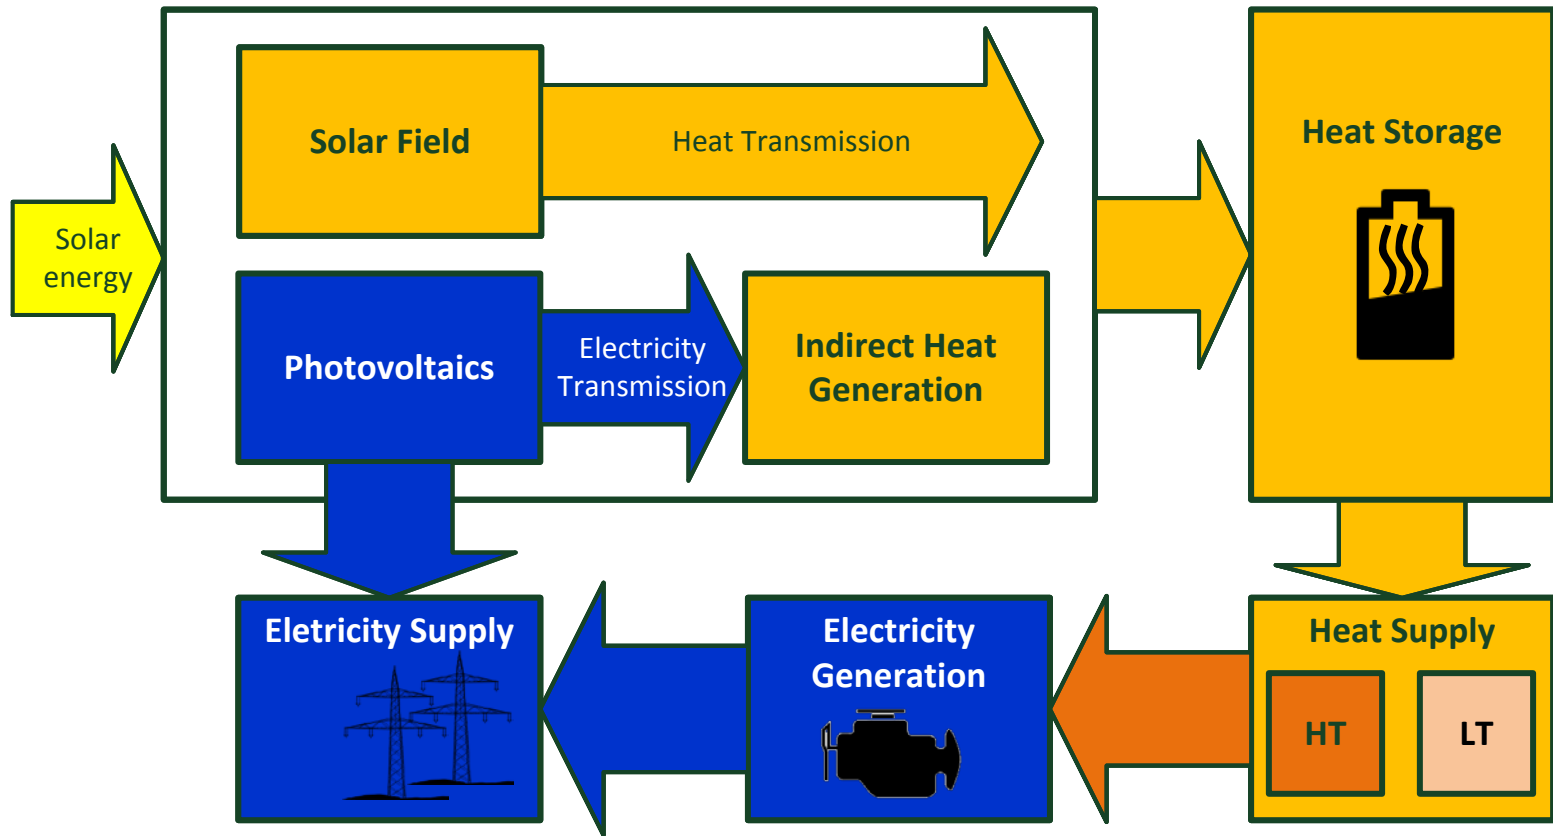 Solar Field
Heat Transmission
Heat Storage
Solar
energy
Photovoltaics
Electricity
Transmission
Indirect Heat
Generation
Eletricity Supply
Electricity
Generation
Heat Supply
HT
LT